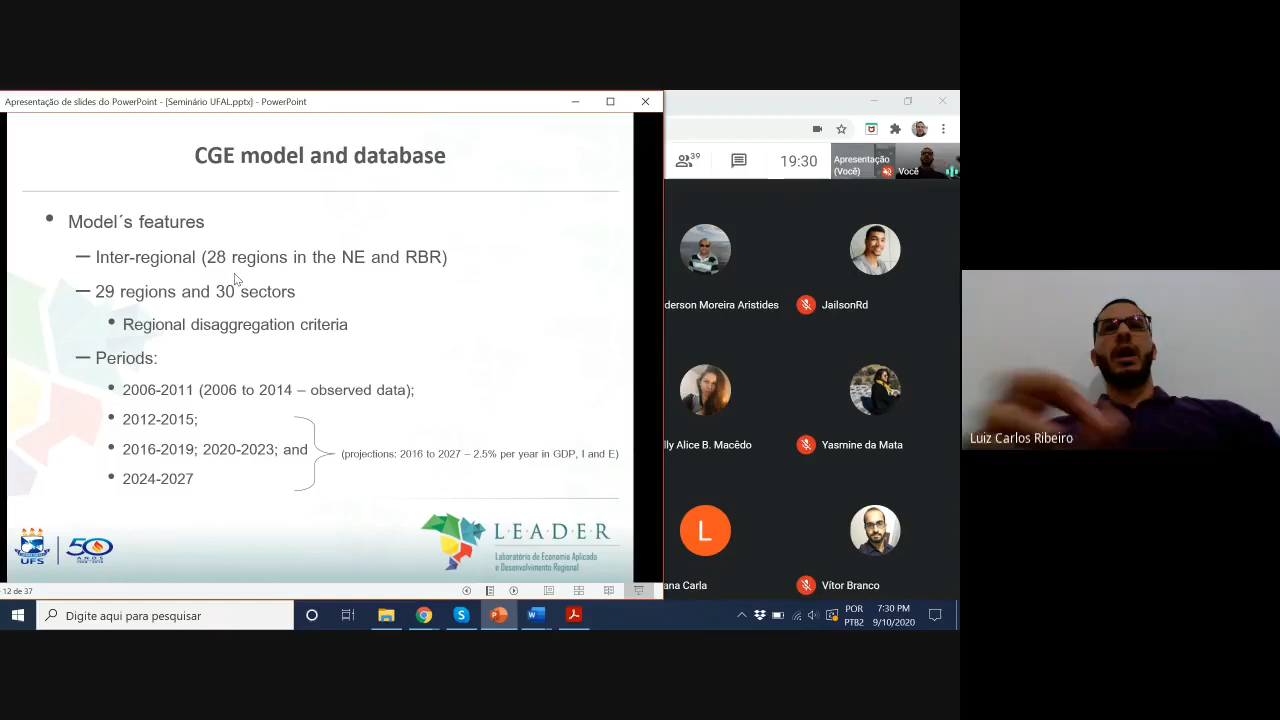 Apresentação de slides do PowerPoint - [Seminário UFAL.pptx] - PowerPoint
CGE model and database
• Model´s features
– Inter-regional (28 regions in the NE and RBR)
– 29 regions and 30 sectors
• Regional disaggregation criteria
– Periods:
• 2006-2011 (2006 to 2014 – observed data);
• 2012-2015;
• 2016-2019; 2020-2023; and
• 2024-2027
(projections: 2016 to 2027 – 2.5% per year in GDP, I and E)
UFS
50
ANOS
LEADER
Laboratório de Economia Aplicada
e Desenvolvimento Regional
12 de 37
39
19:30
Apresentação
(Você)
Você
derson Moreira Aristides
JailsonRd
lly Alice B. Macêdo
Yasmine da Mata
L
ana Carla
Vítor Branco
Luiz Carlos Ribeiro
Digite aqui para pesquisar
POR
PTB2
7:30 PM
9/10/2020